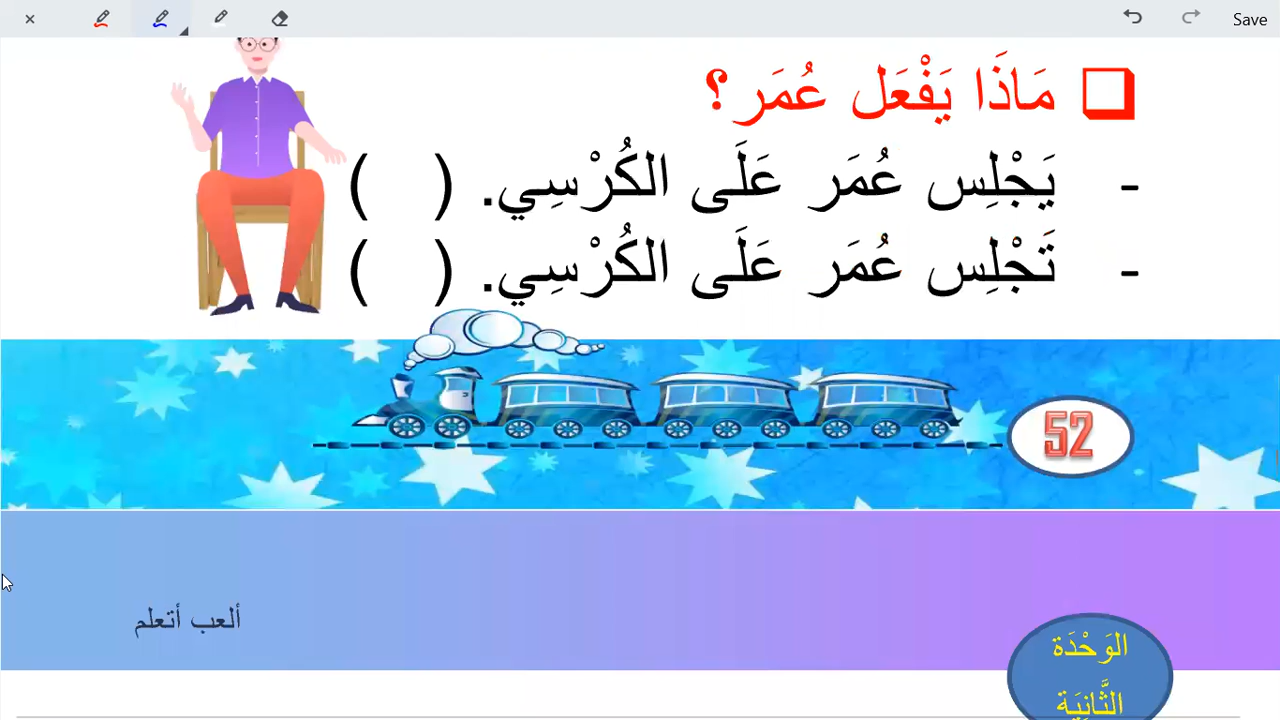 Save
مَاذَا يَفْعَل عُمَر؟
- يَجْلِس عُمَر عَلَى الكُرْسِي. ( )
- تَجْلِس عُمَر عَلَى الكُرْسِي. ( )
52
ألعب أتعلم
الوَحْدَة
الثَّانِيَة